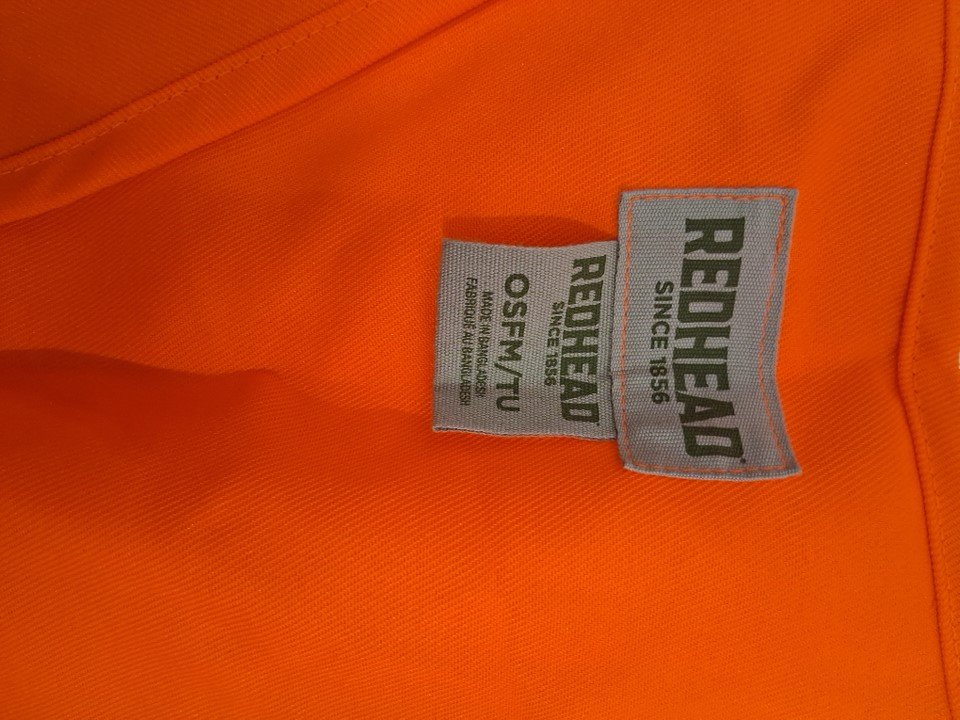 REDHEAD
SINCE 1856
REDHEAD
SINCE 1856
OSFM/TU
MADE IN BANGLADESH
FABRIQUÉ AU BANGLADESH